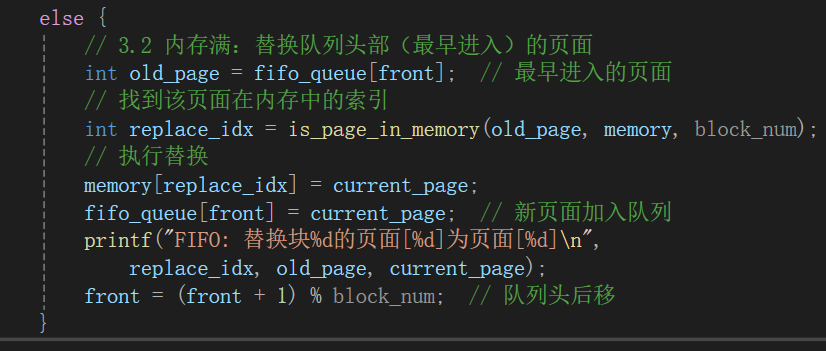 else {
// 3.2 内存满：替换队列头部（最早进入）的页面
int old_page = fifo_queue[front];  // 最早进入的页面
// 找到该页面在内存中的索引
int replace_idx = is_page_in_memory(old_page, memory, block_num);
// 执行替换
memory[replace_idx] = current_page;
fifo_queue[front] = current_page;  // 新页面加入队列
printf("FIFO: 替换块%d的页面[%d]为页面[%d]\n",
replace_idx, old_page, current_page);
front = (front + 1) % block_num;  // 队列头后移
}